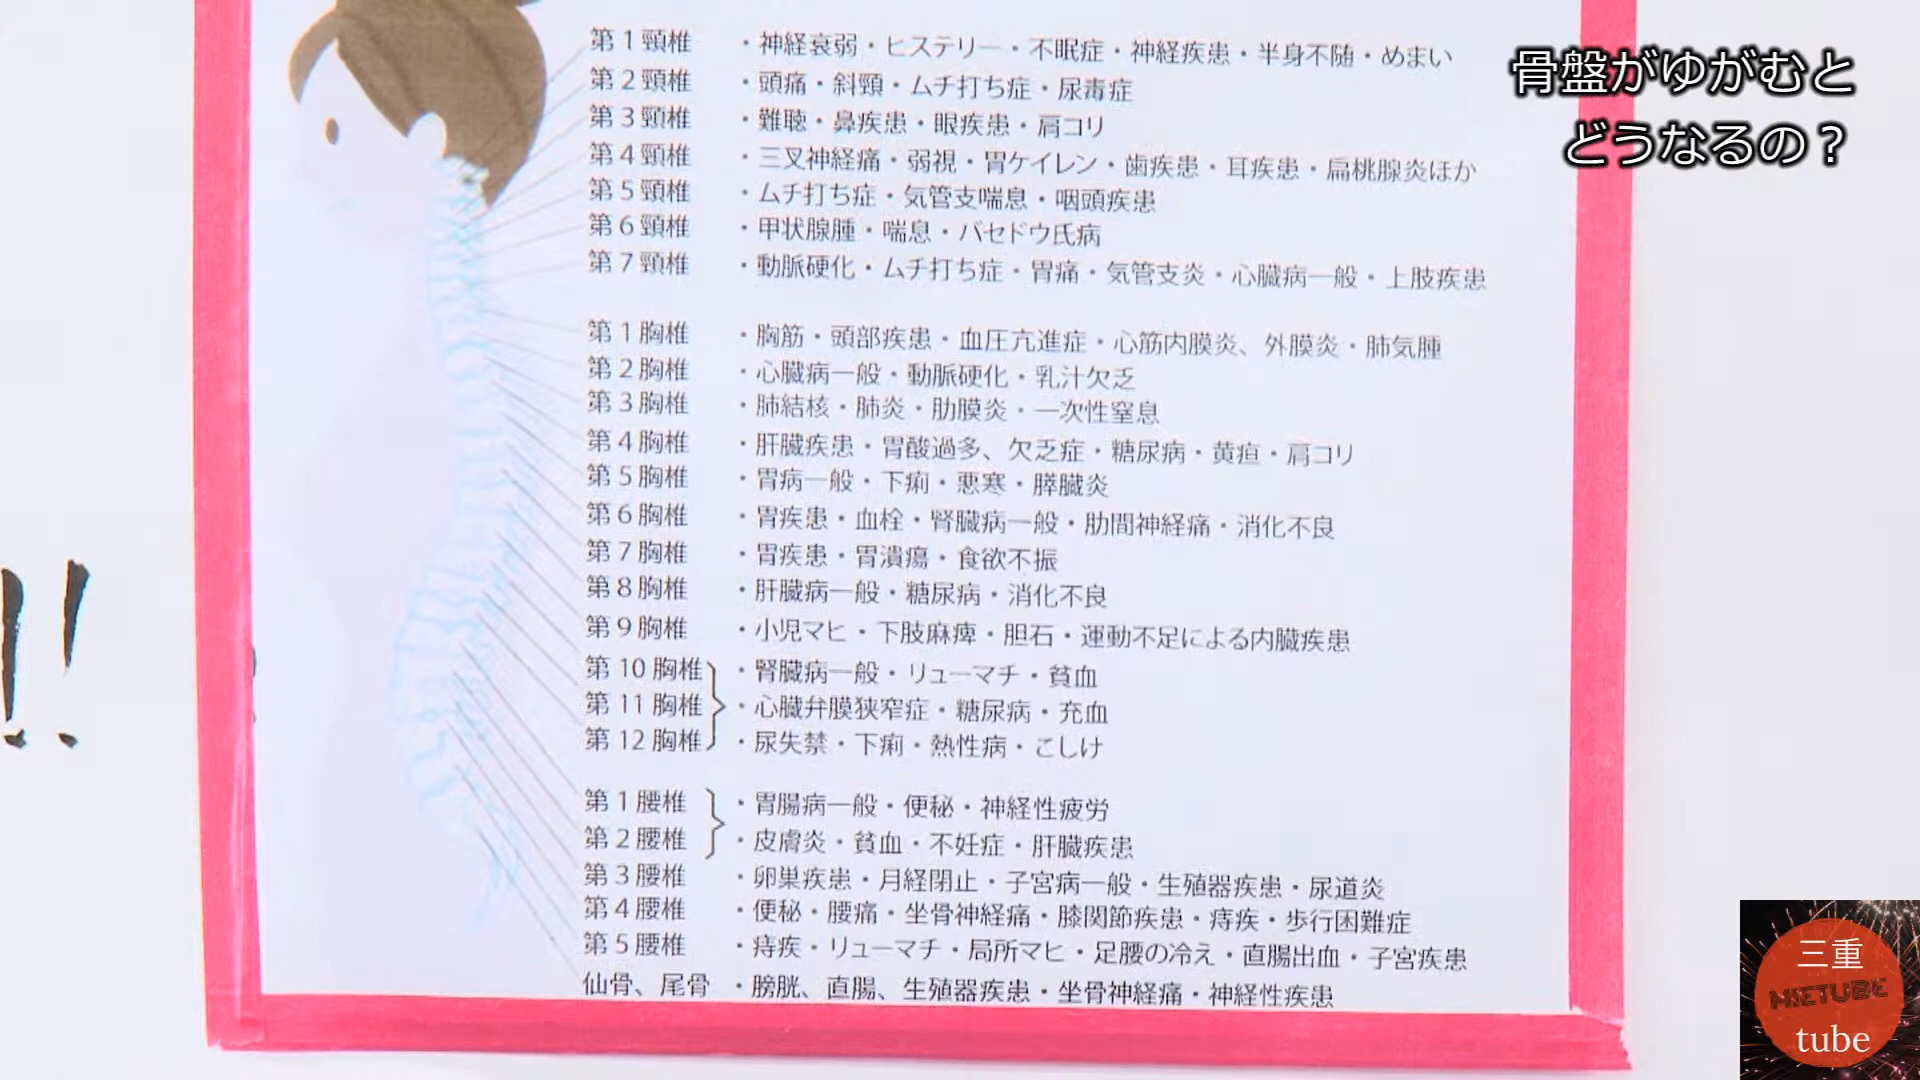 骨盤がゆがむと
どうなるの？
第1頸椎 ・神経衰弱・ヒステリー・不眠症・神経疾患・半身不随・めまい
第2頸椎 ・頭痛・斜頸・ムチ打ち症・尿毒症
第3頸椎 ・難聴・鼻疾患・眼疾患・肩コリ
第4頸椎 ・三叉神経痛・弱視・胃ケイレン・歯疾患・耳疾患・扁桃腺炎ほか
第5頸椎 ・ムチ打ち症・気管支喘息・咽頭疾患
第6頸椎 ・甲状腺腫・喘息・バセドウ氏病
第7頸椎 ・動脈硬化・ムチ打ち症・胃痛・気管支炎・心臓病一般・上肢疾患
第1胸椎 ・胸筋・頭部疾患・血圧亢進症・心筋内膜炎、外膜炎・肺気腫
第2胸椎 ・心臓病一般・動脈硬化・乳汁欠乏
第3胸椎 ・肺結核・肺炎・肋膜炎・一次性窒息
第4胸椎 ・肝臓疾患・胃酸過多、欠乏症・糖尿病・黄疸・肩コリ
第5胸椎 ・胃病一般・下痢・悪寒・膵臓炎
第6胸椎 ・胃疾患・血栓・腎臓病一般・肋間神経痛・消化不良
第7胸椎 ・胃疾患・胃潰瘍・食欲不振
第8胸椎 ・肝臓病一般・糖尿病・消化不良
第9胸椎 ・小児マヒ・下肢麻痺・胆石・運動不足による内臓疾患
第10胸椎 ・腎臓病一般・リューマチ・貧血
第11胸椎 ・心臓弁膜狭窄症・糖尿病・充血
第12胸椎 ・尿失禁・下痢・熱性病・こしけ
第1腰椎 ・胃腸病一般・便秘・神経性疲労
第2腰椎 ・皮膚炎・貧血・不妊症・肝臓疾患
第3腰椎 ・卵巣疾患・月経閉止・子宮病一般・生殖器疾患・尿道炎
第4腰椎 ・便秘・腰痛・坐骨神経痛・膝関節疾患・痔疾・歩行困難症
第5腰椎 ・痔疾・リューマチ・局所マヒ・足腰の冷え・直腸出血・子宮疾患
仙骨、尾骨 ・膀胱、直腸、生殖器疾患・坐骨神経痛・神経性疾患
!!
三重
MIETUBE
tube